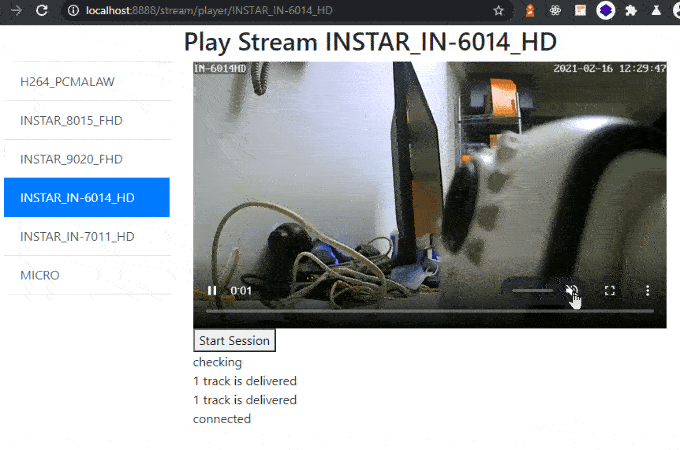 localhost:8888/stream/player/INSTAR_IN-6014_HD
Play Stream INSTAR_IN-6014_HD
H264_PCMALAW
INSTAR_8015_FHD
INSTAR_9020_FHD
INSTAR_IN-6014_HD
INSTAR_IN-7011_HD
MICRO
IN-6014HD
2021-02-16 12:29:47
0:01
Start Session
checking
1 track is delivered
1 track is delivered
connected